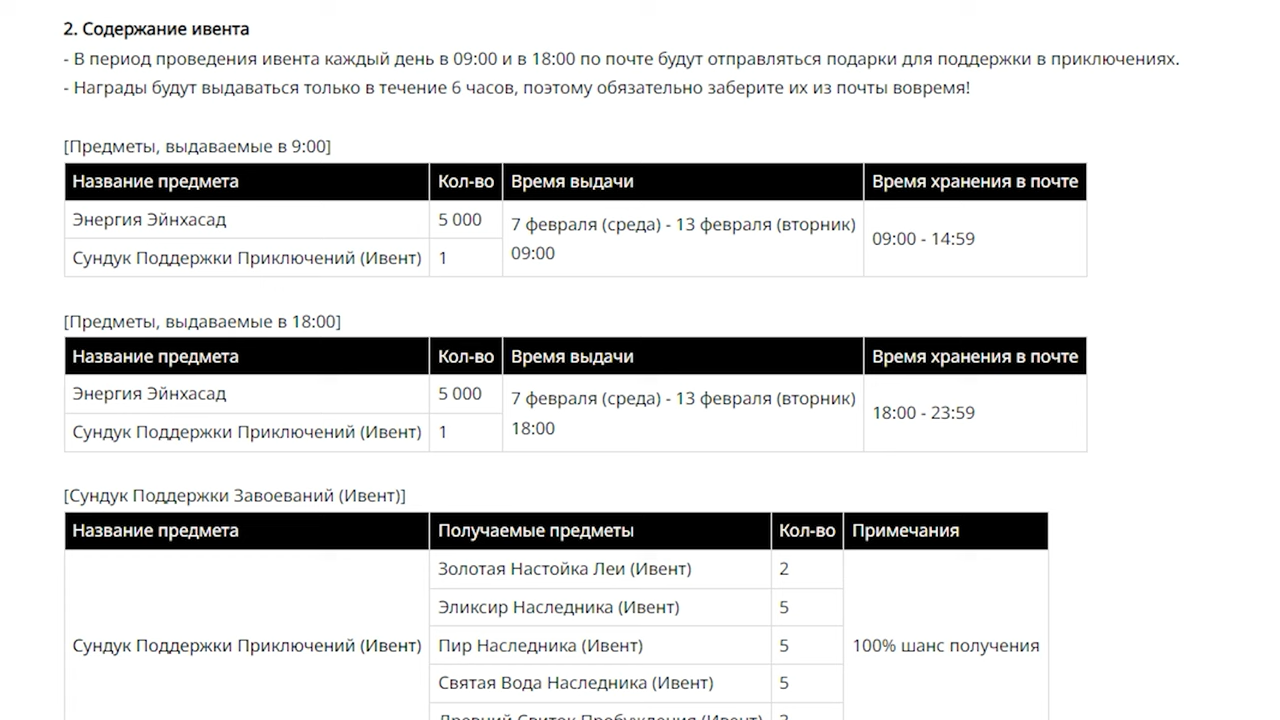 2. Содержание ивента
- В период проведения ивента каждый день в 09:00 и в 18:00 по почте будут отправляться подарки для поддержки в приключениях.
- Награды будут выдаваться только в течение 6 часов, поэтому обязательно заберите их из почты вовремя!
[Предметы, выдаваемые в 9:00]
Название предмета Кол-во Время выдачи Время хранения в почте
Энергия Эйнхасад 5 000 7 февраля (среда) - 13 февраля (вторник)
09:00 09:00 - 14:59
Сундук Поддержки Приключений (Ивент) 1
[Предметы, выдаваемые в 18:00]
Название предмета Кол-во Время выдачи Время хранения в почте
Энергия Эйнхасад 5 000 7 февраля (среда) - 13 февраля (вторник)
18:00 18:00 - 23:59
Сундук Поддержки Приключений (Ивент) 1
[Сундук Поддержки Завоеваний (Ивент)]
Название предмета Получаемые предметы Кол-во Примечания
Золотая Настойка Леи (Ивент) 2
Эликсир Наследника (Ивент) 5
Сундук Поддержки Приключений (Ивент) Пир Наследника (Ивент) 5 100% шанс получения
Святая Вода Наследника (Ивент) 5
Древний Свиток Пробуждения (Ивент)